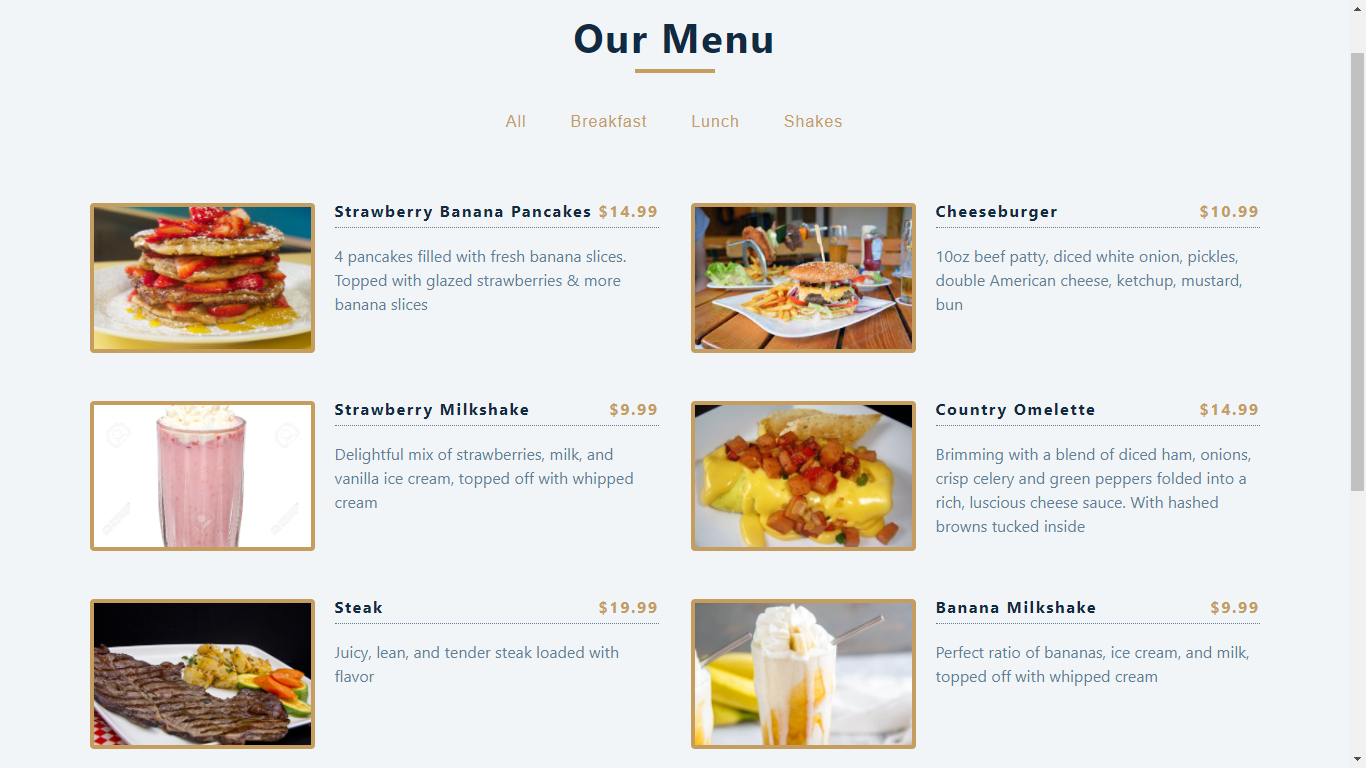 Our Menu
All Breakfast Lunch Shakes
Strawberry Banana Pancakes $14.99
4 pancakes filled with fresh banana slices.
Topped with glazed strawberries & more
banana slices
Cheeseburger $10.99
10oz beef patty, diced white onion, pickles,
double American cheese, ketchup, mustard,
bun
Strawberry Milkshake $9.99
Delightful mix of strawberries, milk, and
vanilla ice cream, topped off with whipped
cream
Country Omelette $14.99
Brimming with a blend of diced ham, onions,
crisp celery and green peppers folded into a
rich, luscious cheese sauce. With hashed
browns tucked inside
Steak $19.99
Juicy, lean, and tender steak loaded with
flavor
Banana Milkshake $9.99
Perfect ratio of bananas, ice cream, and milk,
topped off with whipped cream